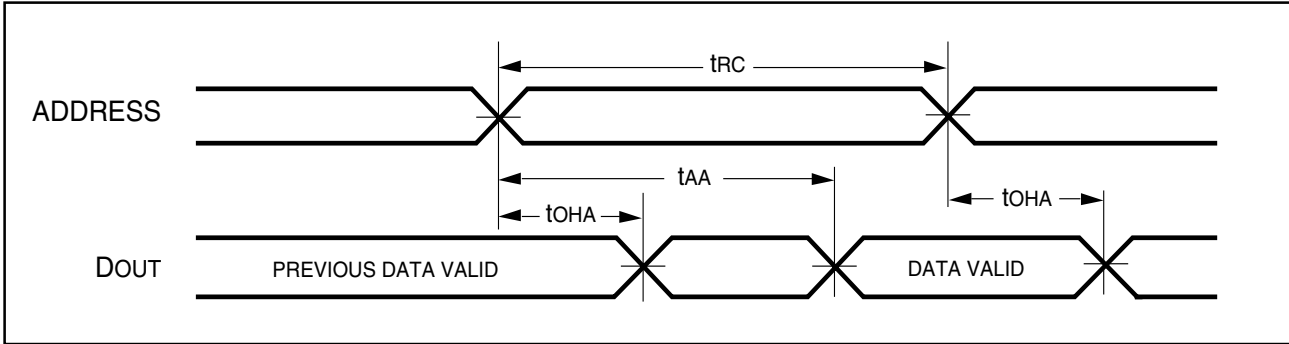 tRC
ADDRESS
tAA
tOHA
tOHA
DOUT
PREVIOUS DATA VALID
DATA VALID